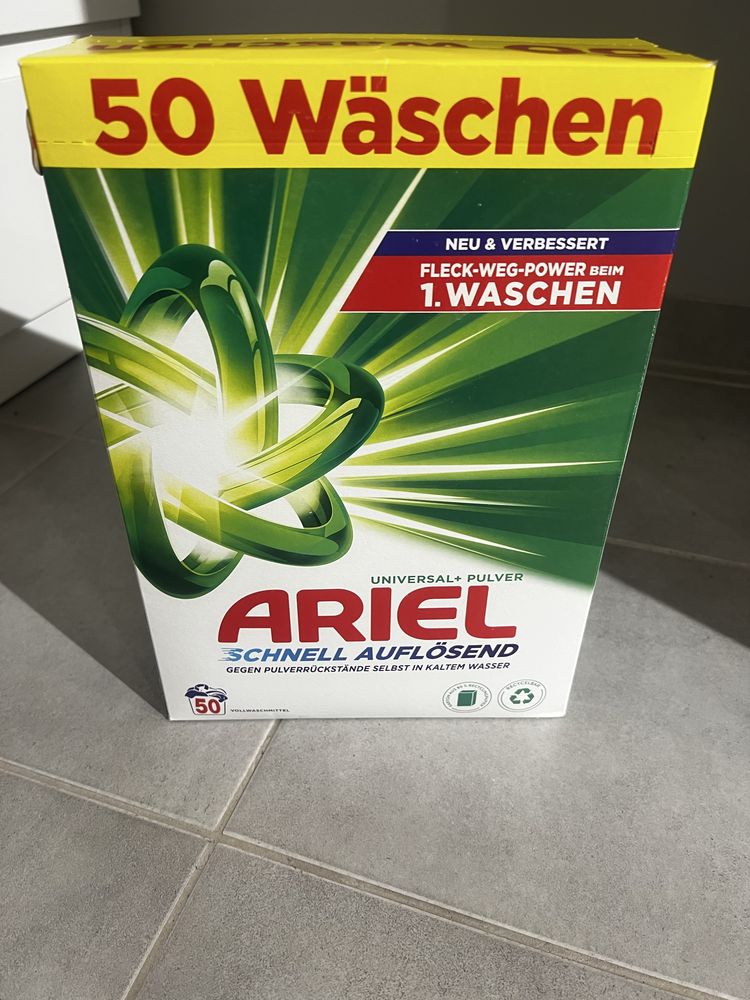 50 Wäschen
NEU & VERBESSERT
FLECK-WEG-POWER BEIM
1. WASCHEN
UNIVERSAL+ PULVER
ARIEL
SCHNELL AUFLÖSEND
GEGEN PULVERRÜCKSTÄNDE SELBST IN KALTEM WASSER
50
VOLLWASCHMITTEL
RECYCELBAR